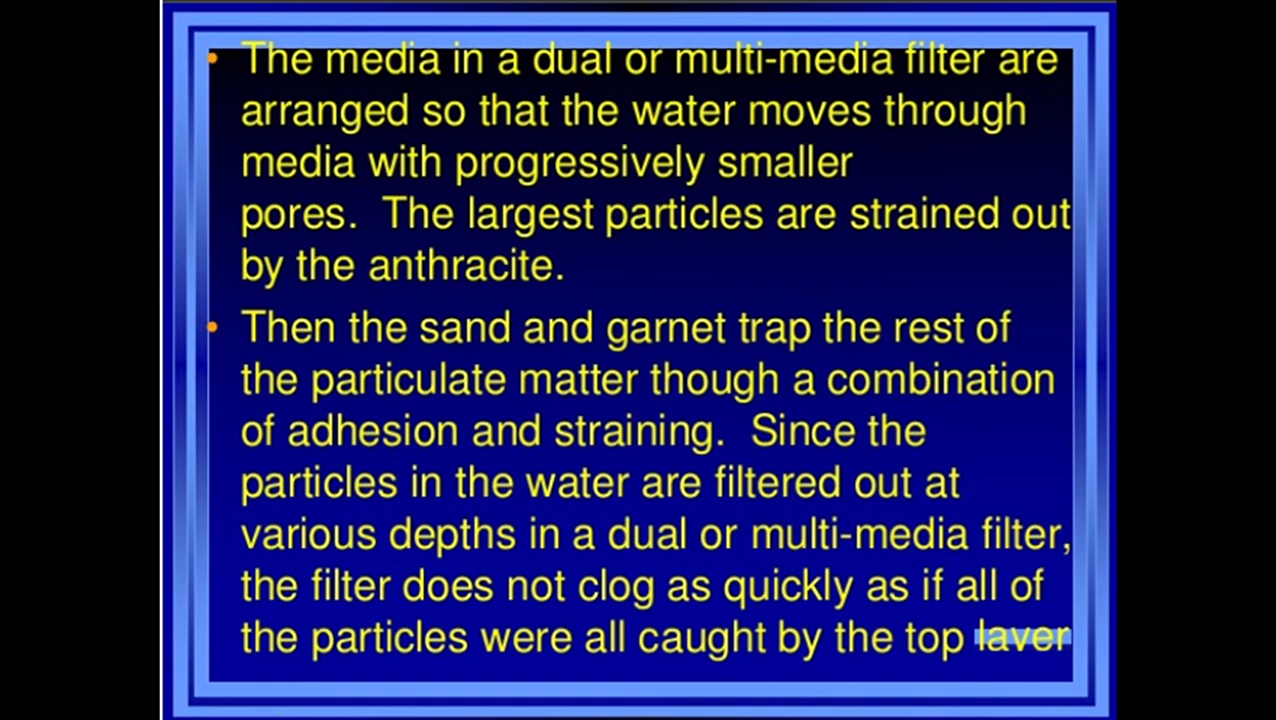 • The media in a dual or multi-media filter are
arranged so that the water moves through
media with progressively smaller
pores.  The largest particles are strained out
by the anthracite.
• Then the sand and garnet trap the rest of
the particulate matter though a combination
of adhesion and straining.  Since the
particles in the water are filtered out at
various depths in a dual or multi-media filter,
the filter does not clog as quickly as if all of
the particles were all caught by the top layer